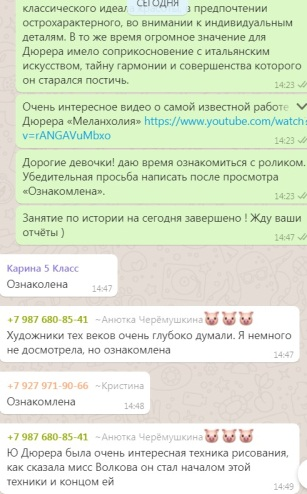 классического идеал
СЕГОДНЯ
в предпочтении
острохарактерного, во внимании к индивидуальным
деталям. В то же время огромное значение для
Дюрера имело соприкосновение с итальянским
искусством, тайну гармонии и совершенства которого
он старался постичь.
14:23
Очень интересное видео о самой известной работе
Дюрера «Меланхолия» https://www.youtube.com/watch
v=rANGAVuMbxo
14:23
Дорогие девочки! даю время ознакомиться с роликом.
Убедительная просьба написать после просмотра
«Ознакомлена».
14:23
Занятие по истории на сегодня завершено ! Жду ваши
отчёты )
14:47
Карина 5 Класс
Ознаколена
14:47
+7 987 680-85-41 ~Анютка Черёмушкина
Художники тех веков очень глубоко думали. Я немного
не досмотрела, но ознакомлена
14:47
+7 927 971-90-66 ~Кристина
Ознакомлена
14:48
+7 987 680-85-41 ~Анютка Черёмушкина
Ю Дюрера была очень интересная техника рисования,
как сказала мисс Волкова он стал началом этой
техники и концом ей
14:49